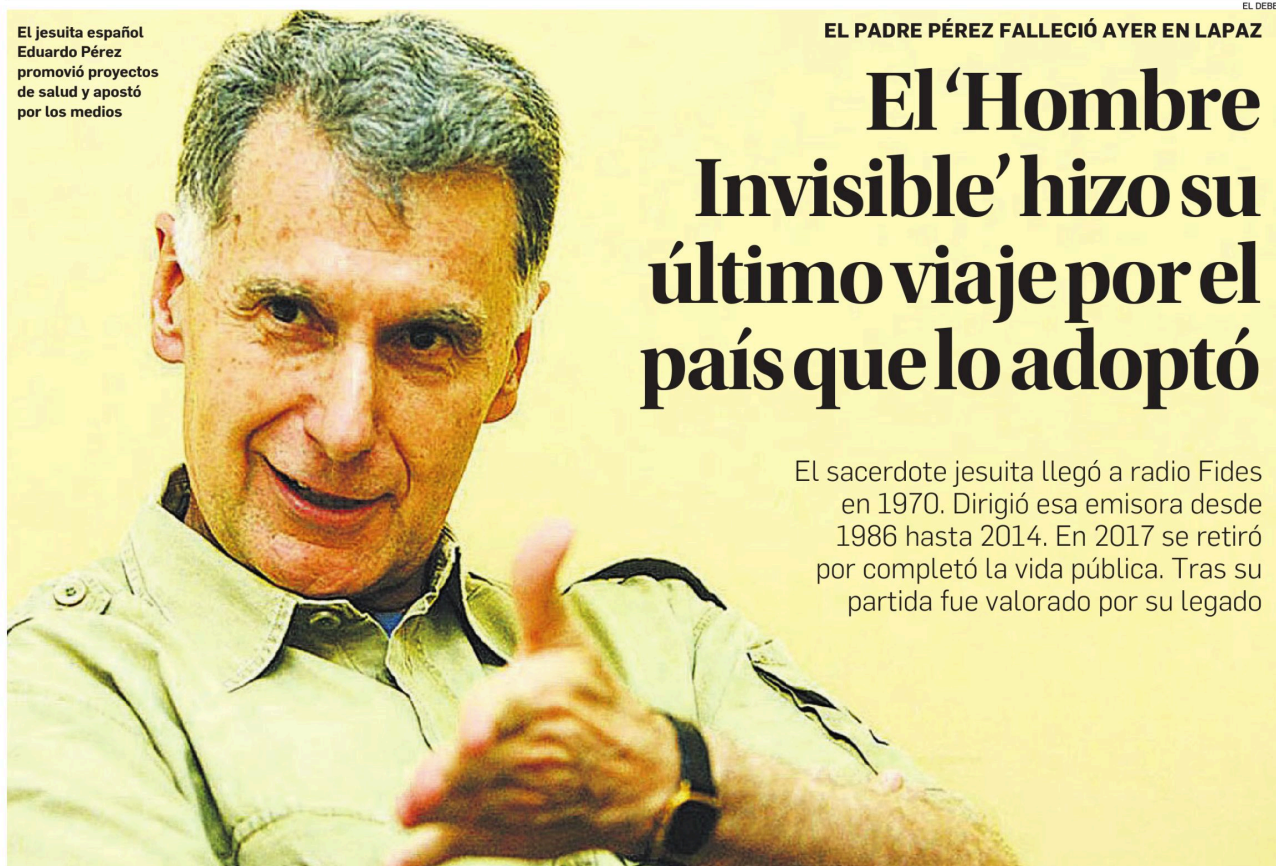 EL DEBE
El jesuita español
Eduardo Pérez
promovió proyectos
de salud y apostó
por los medios
EL PADRE PÉREZ FALLECIÓ AYER EN LAPAZ
El ‘Hombre
Invisible’ hizo su
último viaje por el
país que lo adoptó
El sacerdote jesuita llegó a radio Fides
en 1970. Dirigió esa emisora desde
1986 hasta 2014. En 2017 se retiró
por completó la vida pública. Tras su
partida fue valorado por su legado